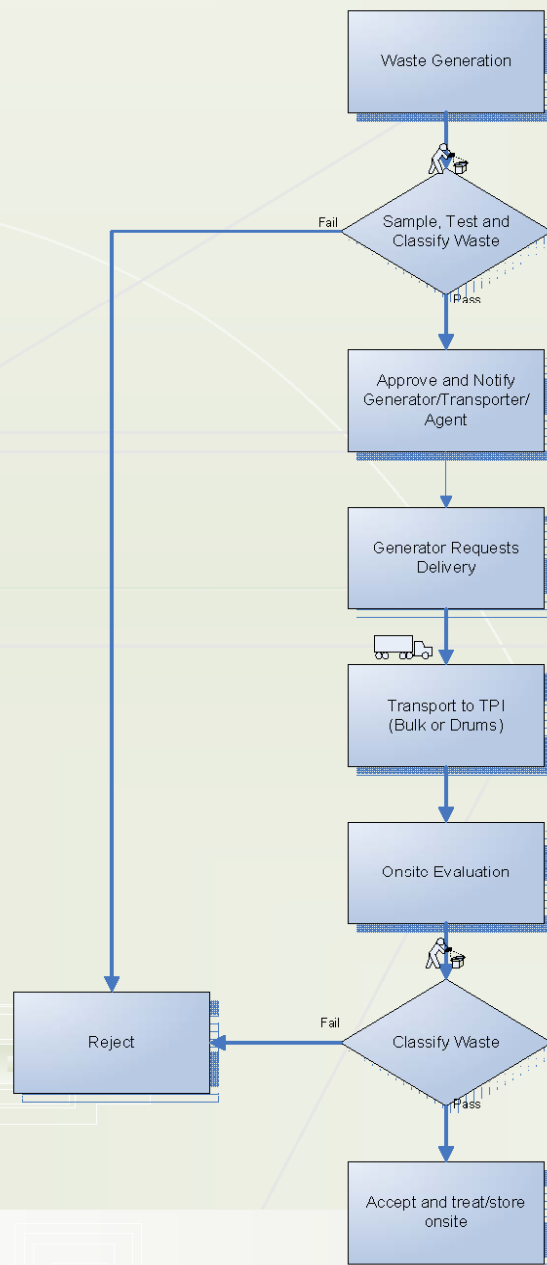 Waste Generation
Fail
Sample, Test and
Classify Waste
Pass
Approve and Notify
Generator/Transporter/
Agent
Generator Requests
Delivery
Transport to TPI
(Bulk or Drums)
Onsite Evaluation
Reject
Fail
Classify Waste
Pass
Accept and treat/store
onsite